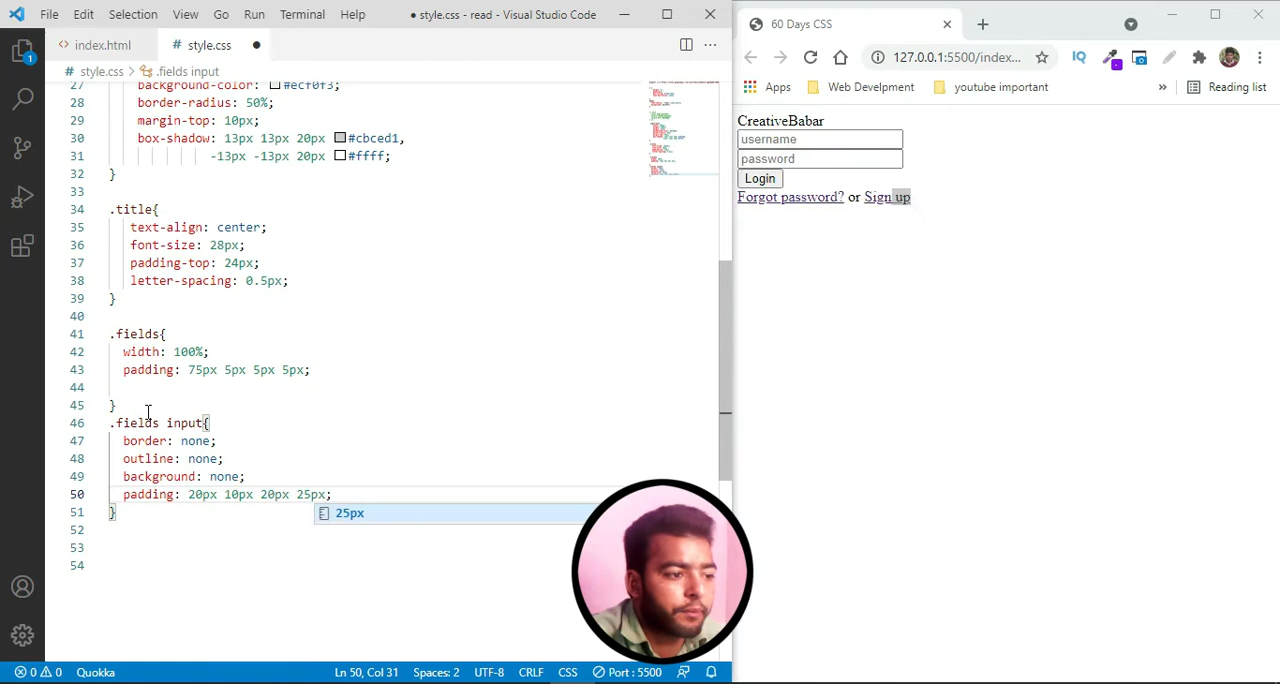 File Edit Selection View Go Run Terminal Help
● style.css - read - Visual Studio Code
<> index.html
# style.css ●
# style.css > .fields input
27 background-color: #ecf0f3;
28 border-radius: 50%;
29 margin-top: 10px;
30 box-shadow: 13px 13px 20px #cbced1,
31 -13px -13px 20px #ffff;
32 }
33
34 .title{
35 text-align: center;
36 font-size: 28px;
37 padding-top: 24px;
38 letter-spacing: 0.5px;
39 }
40
41 .fields{
42 width: 100%;
43 padding: 75px 5px 5px 5px;
44
45 }
46 .fields input{
47 border: none;
48 outline: none;
49 background: none;
50 padding: 20px 10px 20px 25px;
51 }
25px
52
53
54
1
0 0 Quokka
Ln 50, Col 31 Spaces: 2 UTF-8 CRLF CSS Port : 5500
60 Days CSS
127.0.0.1:5500/index...
IQ
Apps Web Develpment youtube important » Reading list
CreativeBabar
username
password
Login
Forgot password? or Sign up